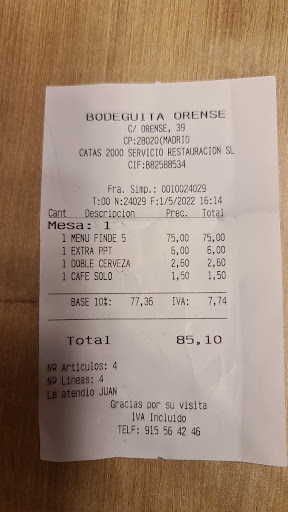 BODEGUITA ORENSE
C/ ORENSE, 39
CP:28020(MADRID
CATAS 2000 SERVICIO RESTAURACION SL
CIF:B82588534
Fra. Simp.: 0010024029
T:00 N:24029 F:1/5/2022 16:14
Cant Descripcion Prec. Total
Mesa: 1
1 MENU FINDE 5 75,00 75,00
1 EXTRA PPT 6,00 6,00
1 DOBLE CERVEZA 2,60 2,60
1 CAFE SOLO 1,50 1,50
BASE 10%: 77,36 IVA: 7,74
Total 85,10
Nº Articulos: 4
Nº Lineas: 4
Le atendio JUAN
Gracias por su visita
IVA Incluido
TELF: 915 56 42 46